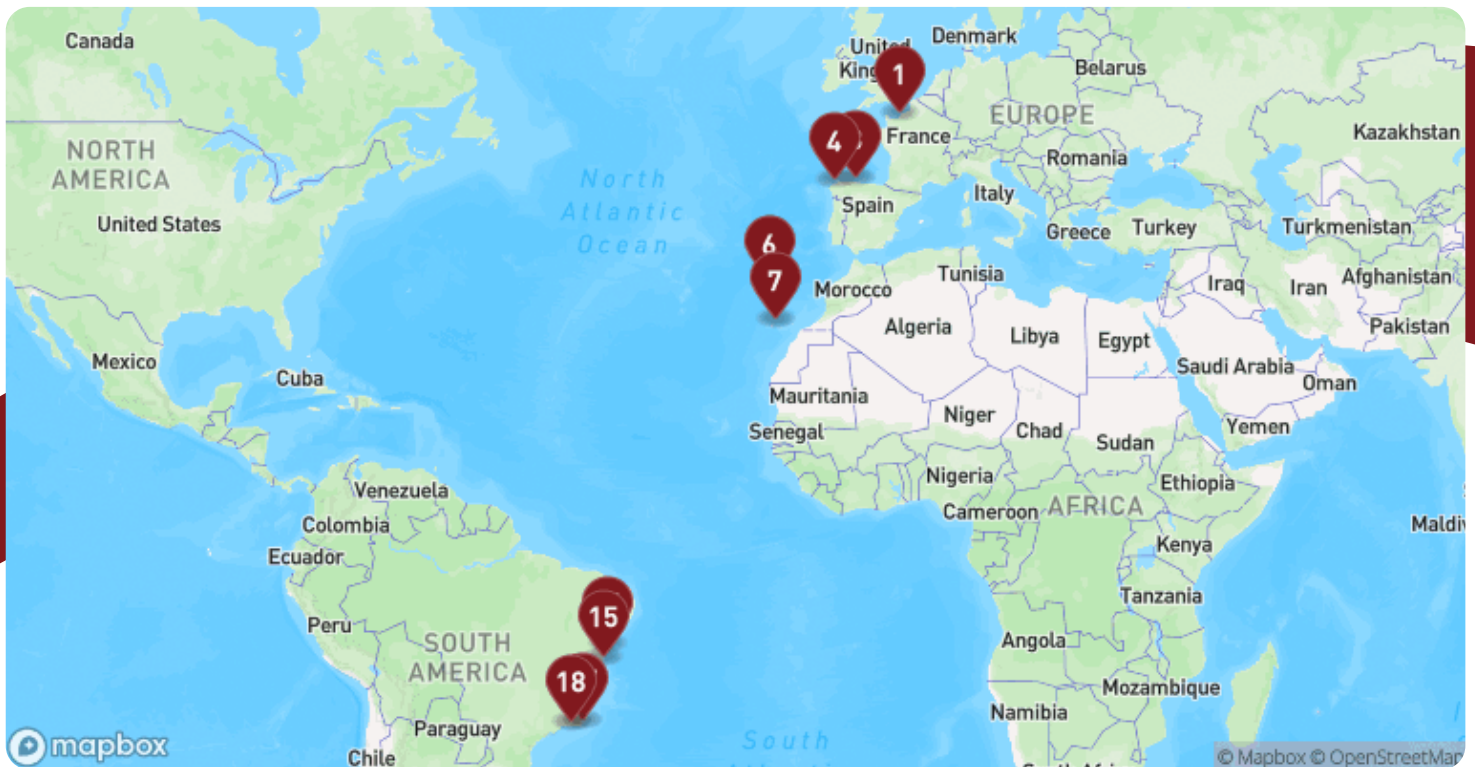 Canada
United
King
Denmark
Belarus
1
EUROPE
Kazakhstan
NORTH
AMERICA
4
France
Romania
North
Atlantic
Ocean
Italy
Spain
United States
Greece
Turkey
Turkmenistan
6
7
Morocco
Tunisia
Iraq
Iran
Afghanistan
Algeria
Libya
Egypt
Pakistan
Mexico
Cuba
Saudi Arabia
Oman
Mauritania
Niger
Chad
Yemen
Senegal
Sudan
Nigeria
Ethiopia
Venezuela
Cameroon
AFRICA
Colombia
Maldiv
Ecuador
Kenya
Tanzania
15
Peru
SOUTH
AMERICA
Angola
18
Mozambique
Namibia
Paraguay
South
Chile
mapbox
© Mapbox © OpenStreetMap